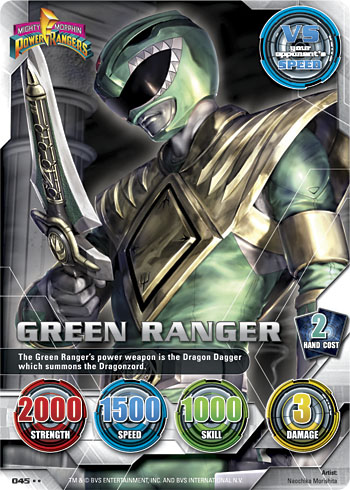 MIGHTY MORPHIN
POWER RANGERS
VS
your
opponent's
SPEED
GREEN RANGER
2
HAND COST
The Green Ranger's power weapon is the Dragon Dagger
which summons the Dragonzord.
2000
STRENGTH
1500
SPEED
1000
SKILL
3
DAMAGE
045 ••
TM & © BVS ENTERTAINMENT, INC. AND BVS INTERNATIONAL N.V.
Artist:
Naochika Morishita